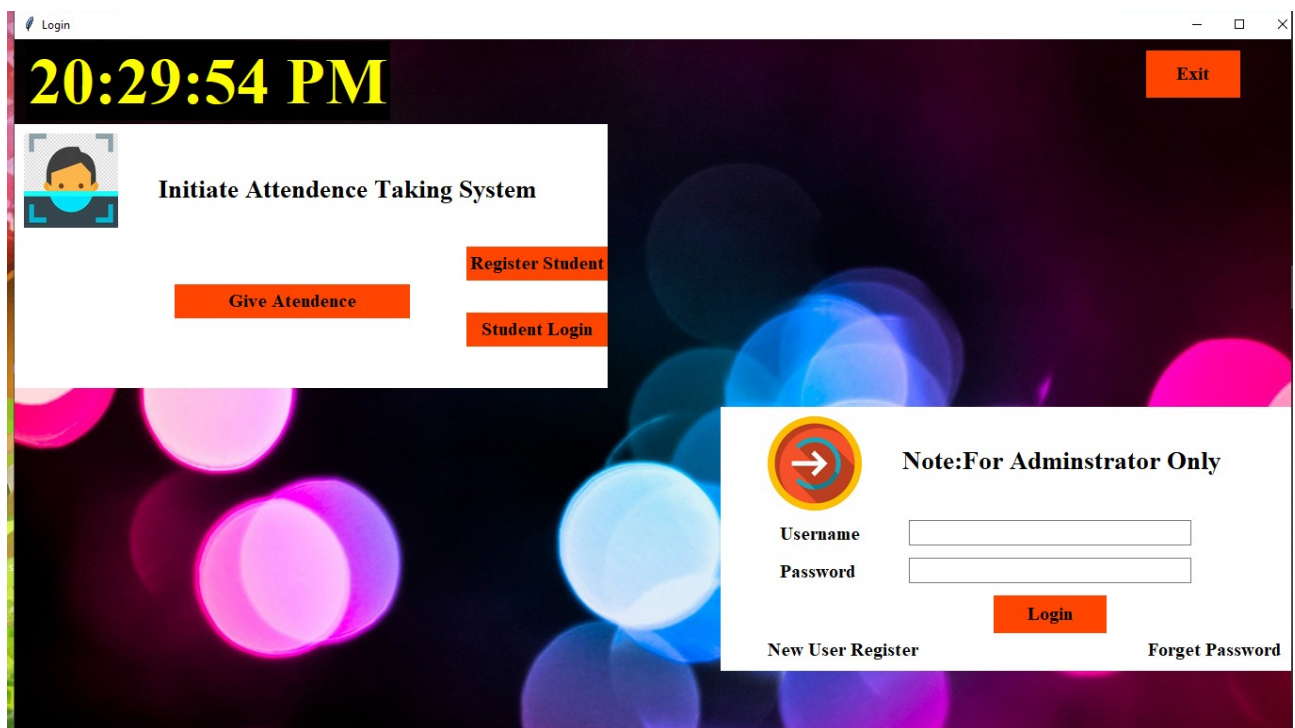 Login
20:29:54 PM
Exit
Initiate Attendence Taking System
Register Student
Give Atendence
Student Login
Note:For Adminstrator Only
Username
Password
Login
New User Register
Forget Password